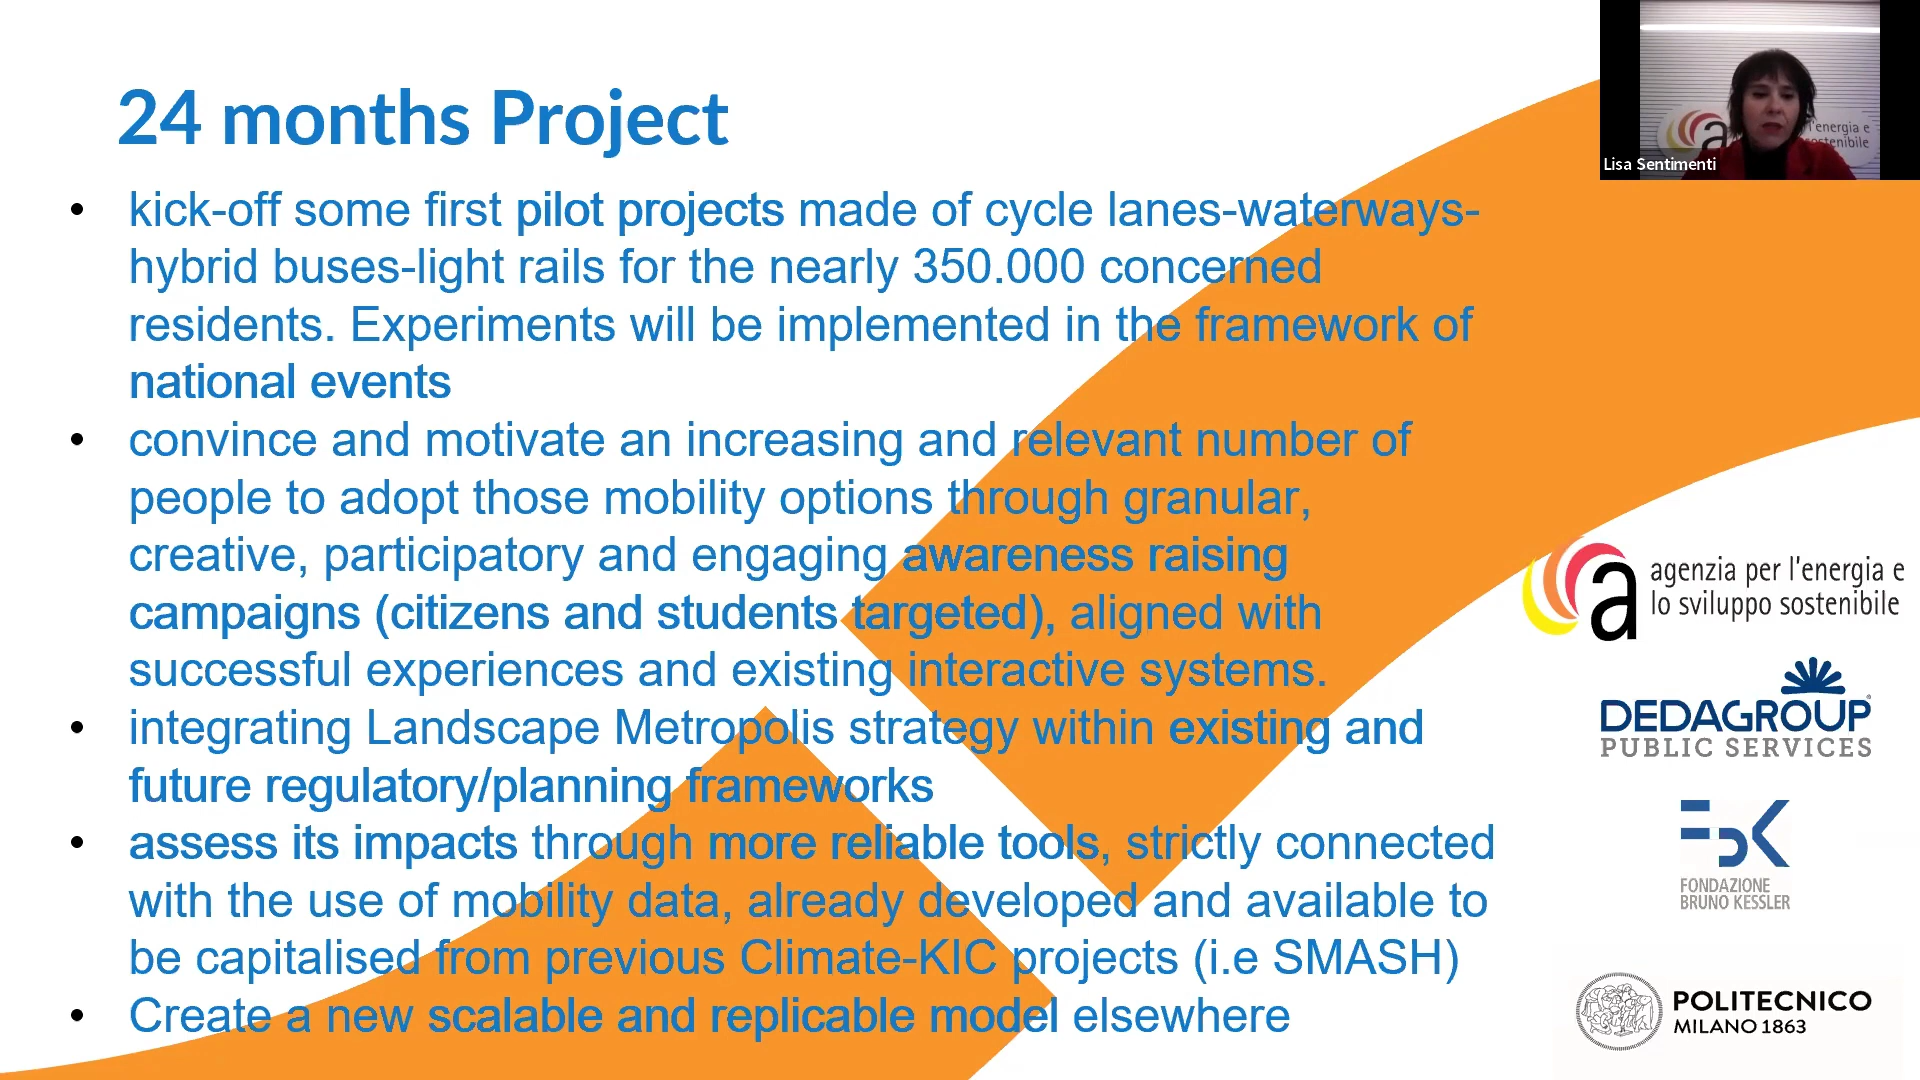 24 months Project
• kick-off some first pilot projects made of cycle lanes-waterways-
hybrid buses-light rails for the nearly 350.000 concerned
residents. Experiments will be implemented in the framework of
national events
• convince and motivate an increasing and relevant number of
people to adopt those mobility options through granular,
creative, participatory and engaging awareness raising
campaigns (citizens and students targeted), aligned with
successful experiences and existing interactive systems.
• integrating Landscape Metropolis strategy within existing and
future regulatory/planning frameworks
• assess its impacts through more reliable tools, strictly connected
with the use of mobility data, already developed and available to
be capitalised from previous Climate-KIC projects (i.e SMASH)
• Create a new scalable and replicable model elsewhere
a
l'energia e
sostenibile
Lisa Sentimenti
a
agenzia per l'energia e
lo sviluppo sostenibile
DEDAGROUP
PUBLIC SERVICES
FBK
FONDAZIONE
BRUNO KESSLER
POLITECNICO
MILANO 1863